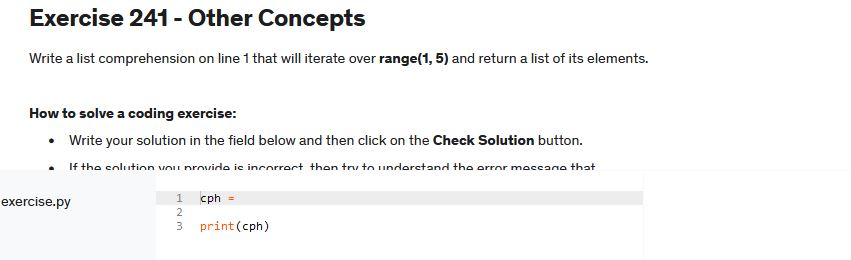 Exercise 241 - Other Concepts
Write a list comprehension on line 1 that will iterate over range(1, 5) and return a list of its elements.
How to solve a coding exercise:
• Write your solution in the field below and then click on the Check Solution button.
• If the solution you provide is incorrect, then try to understand the error message that
exercise.py
1 cph =
2
3 print(cph)